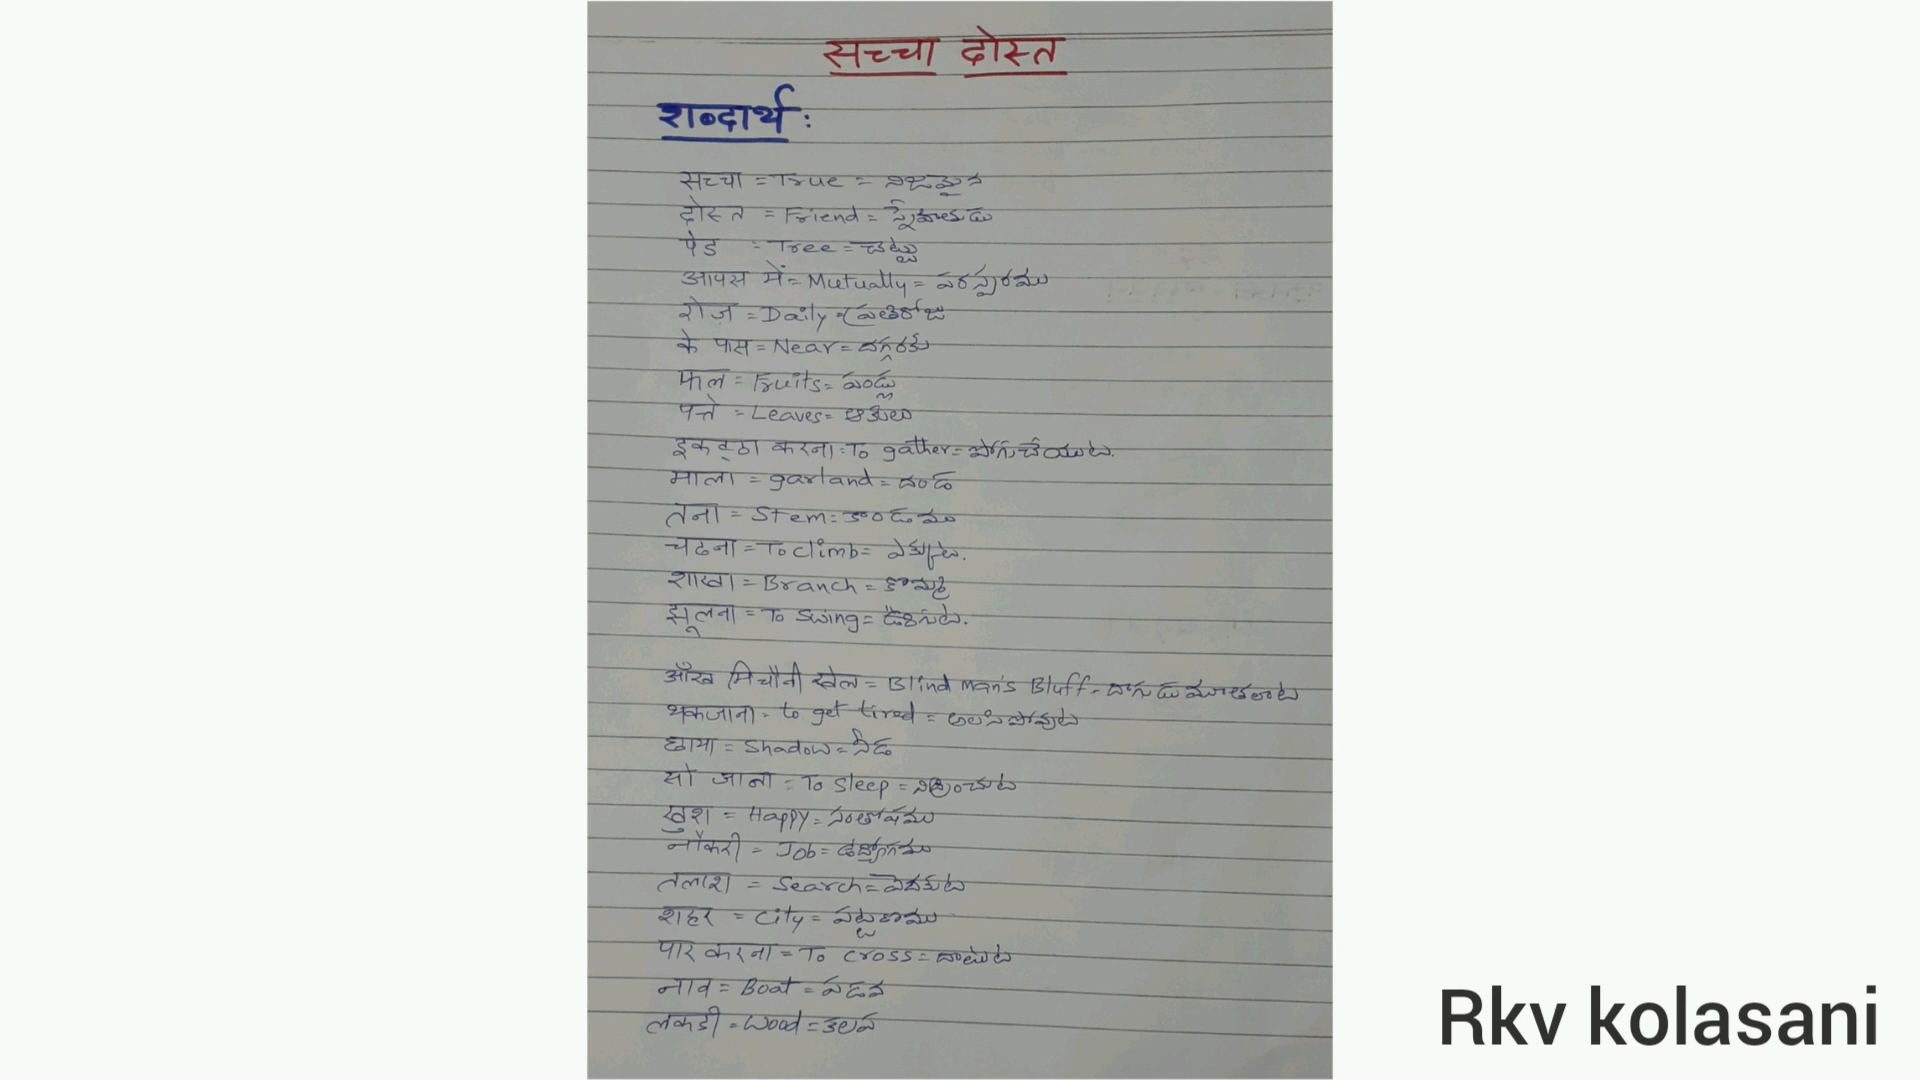 सच्चा दोस्त
शब्दार्थ :
सच्चा = True = నిజమైన
दोस्त = Friend = స్నేహితుడు
पेड = Tree = చెట్టు
आपस में = Mutually = పరస్పరము
रोज़ = Daily = ప్రతిరోజు
के पास = Near = దగ్గరకు
फल = Fruits = పండ్లు
पत्ते = Leaves = ఆకులు
इकट्ठा करना = To gather = పోగుచేయుట.
माला = garland = దండ
तना = Stem = కాండము
चढना = To climb = ఎక్కుట.
शाखा = Branch = కొమ్మ
झूलना = To swing = ఊగుట.
आँख मिचौनी खेल = Blind man's Bluff = దాగుడుమూతలాట
थकजाना = to get tired = అలసిపోవుట
छाया = Shadow = నీడ
सो जाना = To sleep = నిద్రించుట
खुश = Happy = సంతోషము
नौकरी = Job = ఉద్యోగము
तलाश = Search = వెదకుట
शहर = City = పట్టణము
पार करना = To cross = దాటుట
नाव = Boat = పడవ
लकडी = Wood = కలప
Rkv kolasani